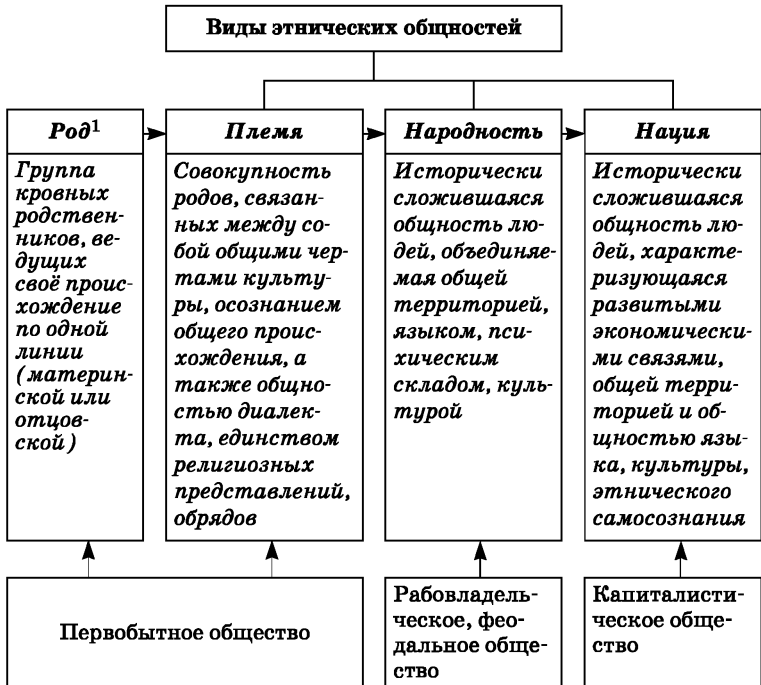 Виды этнических общностей
Род¹
Группа
кровных
родствен-
ников, ве-
дущих
своё проис-
хождение
по одной
линии
(материн-
ской или
отцов-
ской)
Племя
Совокупность
родов, связан-
ных между со-
бой общими чер-
тами культу-
ры, осознанием
общего проис-
хождения, а
также общно-
стью диалек-
та, единством
религиозных
представлений,
обрядов
Народность
Исторически
сложившаяся
общность лю-
дей, объединяе-
мая общей
территорией,
языком, пси-
хическим
складом, куль-
турой
Нация
Исторически
сложившаяся
общность лю-
дей, характе-
ризующаяся
развитыми
экономически-
ми связями,
общей терри-
торией и об-
щностью язы-
ка, культуры,
этнического
самосознания
Первобытное общество
Рабовладель-
ческое, фео-
дальное обще-
ство
Капиталисти-
ческое обще-
ство